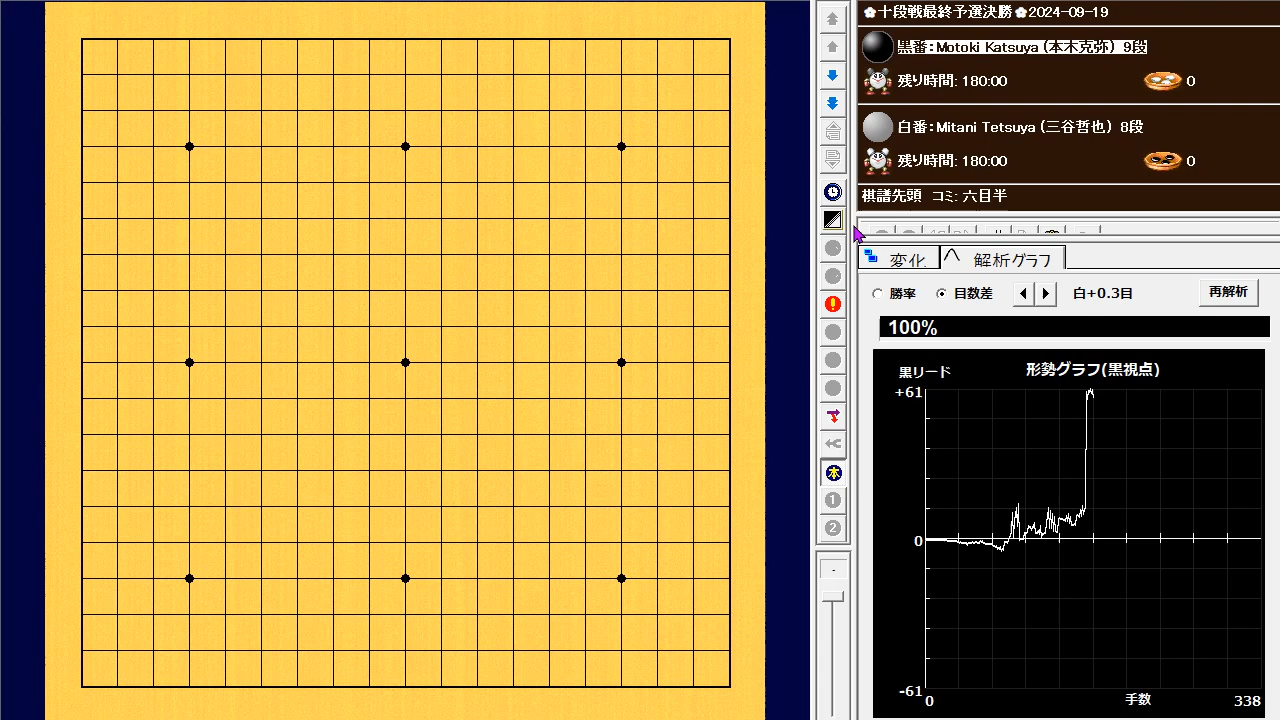 ✿十段戦最終予選決勝✿2024-09-19
黒番：Motoki Katsuya (本木克弥) 9段
残り時間: 180:00 0
白番：Mitani Tetsuya (三谷哲也) 8段
残り時間: 180:00 0
棋譜先頭 コミ: 六目半
変化 解析グラフ
勝率 目数差 白+0.3目 再解析
100%
形勢グラフ(黒視点)
黒リード
+61
0
-61
0 手数 338
本
1
2
-